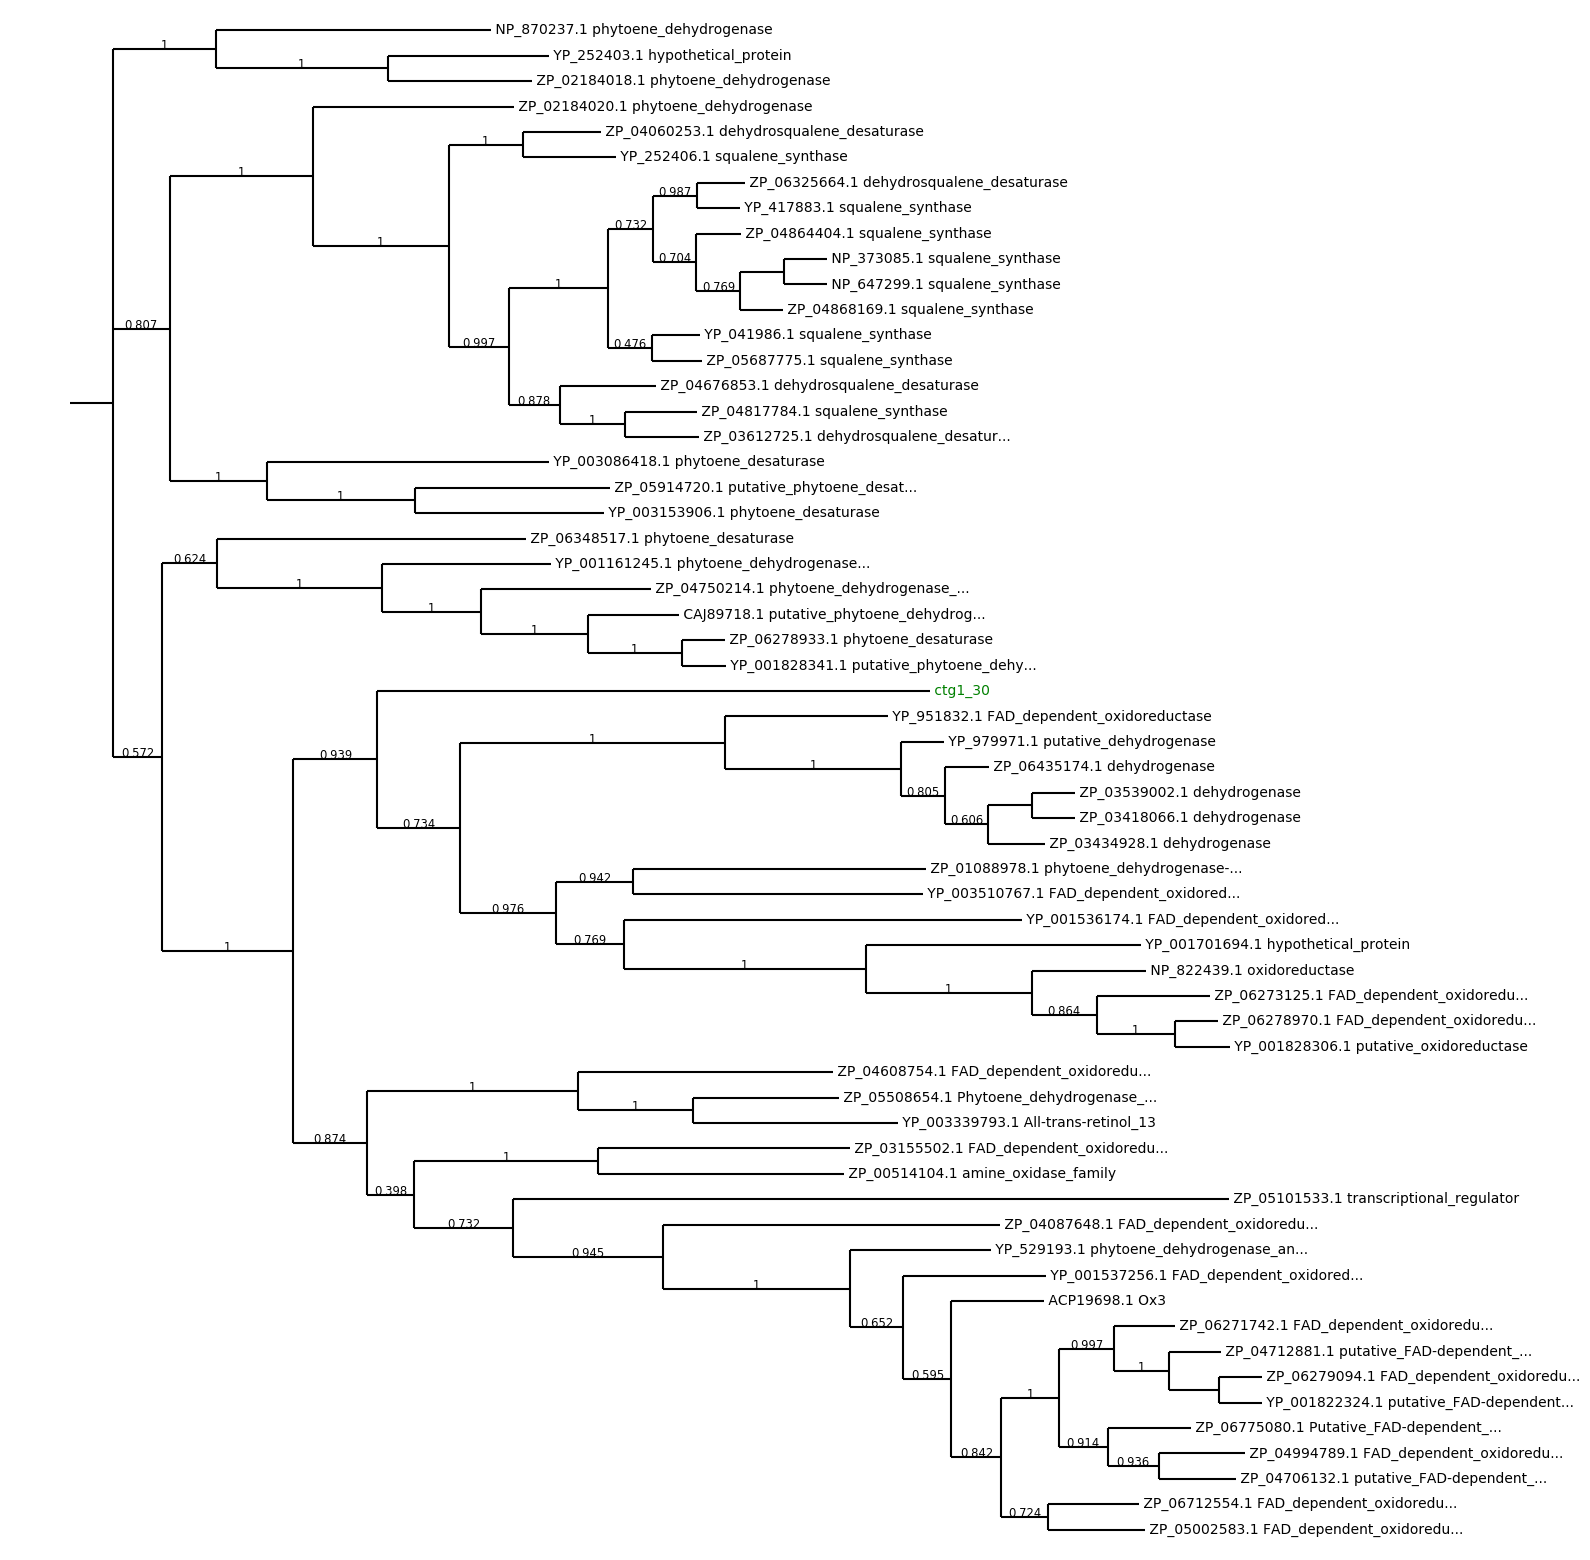 NP_870237.1 phytoene_dehydrogenase
1
YP_252403.1 hypothetical_protein
1
ZP_02184018.1 phytoene_dehydrogenase
ZP_02184020.1 phytoene_dehydrogenase
ZP_04060253.1 dehydrosqualene_desaturase
1
YP_252406.1 squalene_synthase
1
ZP_06325664.1 dehydrosqualene_desaturase
0.987
YP_417883.1 squalene_synthase
0.732
ZP_04864404.1 squalene_synthase
1
0.704
NP_373085.1 squalene_synthase
1
NP_647299.1 squalene_synthase
0.769
ZP_04868169.1 squalene_synthase
0.807
YP_041986.1 squalene_synthase
0.997
0.476
ZP_05687775.1 squalene_synthase
ZP_04676853.1 dehydrosqualene_desaturase
0.878
ZP_04817784.1 squalene_synthase
1
ZP_03612725.1 dehydrosqualene_desatur...
YP_003086418.1 phytoene_desaturase
1
ZP_05914720.1 putative_phytoene_desat...
1
YP_003153906.1 phytoene_desaturase
ZP_06348517.1 phytoene_desaturase
0.624
YP_001161245.1 phytoene_dehydrogenase...
1
ZP_04750214.1 phytoene_dehydrogenase_...
1
CAJ89718.1 putative_phytoene_dehydrog...
1
ZP_06278933.1 phytoene_desaturase
1
YP_001828341.1 putative_phytoene_dehy...
ctg1_30
YP_951832.1 FAD_dependent_oxidoreductase
1
YP_979971.1 putative_dehydrogenase
0.572
0.939
1
ZP_06435174.1 dehydrogenase
0.805
ZP_03539002.1 dehydrogenase
ZP_03418066.1 dehydrogenase
0.734
0.606
ZP_03434928.1 dehydrogenase
ZP_01088978.1 phytoene_dehydrogenase-...
0.942
YP_003510767.1 FAD_dependent_oxidored...
0.976
YP_001536174.1 FAD_dependent_oxidored...
0.769
1
YP_001701694.1 hypothetical_protein
1
NP_822439.1 oxidoreductase
1
ZP_06273125.1 FAD_dependent_oxidoredu...
0.864
ZP_06278970.1 FAD_dependent_oxidoredu...
1
YP_001828306.1 putative_oxidoreductase
ZP_04608754.1 FAD_dependent_oxidoredu...
1
ZP_05508654.1 Phytoene_dehydrogenase_...
1
YP_003339793.1 All-trans-retinol_13
0.874
ZP_03155502.1 FAD_dependent_oxidoredu...
1
ZP_00514104.1 amine_oxidase_family
0.398
ZP_05101533.1 transcriptional_regulator
0.732
ZP_04087648.1 FAD_dependent_oxidoredu...
0.945
YP_529193.1 phytoene_dehydrogenase_an...
1
YP_001537256.1 FAD_dependent_oxidored...
ACP19698.1 Ox3
0.652
ZP_06271742.1 FAD_dependent_oxidoredu...
0.997
ZP_04712881.1 putative_FAD-dependent_...
1
0.595
ZP_06279094.1 FAD_dependent_oxidoredu...
1
YP_001822324.1 putative_FAD-dependent...
ZP_06775080.1 Putative_FAD-dependent_...
0.914
0.842
ZP_04994789.1 FAD_dependent_oxidoredu...
0.936
ZP_04706132.1 putative_FAD-dependent_...
ZP_06712554.1 FAD_dependent_oxidoredu...
0.724
ZP_05002583.1 FAD_dependent_oxidoredu...